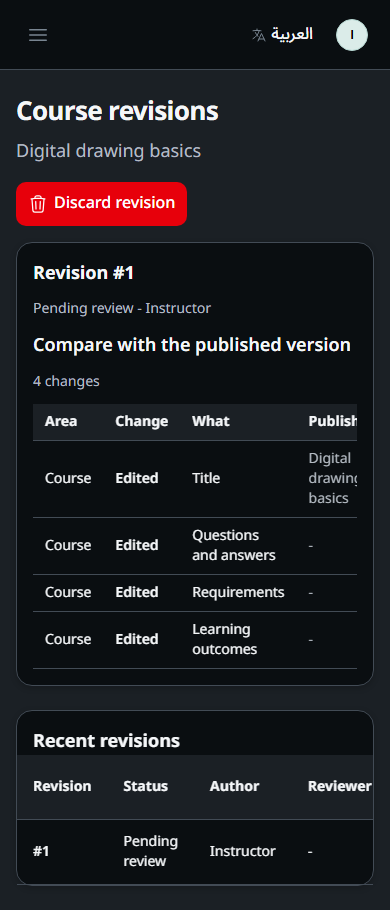 العربية
I
Course revisions
Digital drawing basics
Discard revision
Revision #1
Pending review - Instructor
Compare with the published version
4 changes
Area Change What Publish
Course Edited Title Digital drawing basics
Course Edited Questions and answers -
Course Edited Requirements -
Course Edited Learning outcomes -
Recent revisions
Revision Status Author Reviewer
#1 Pending review Instructor -